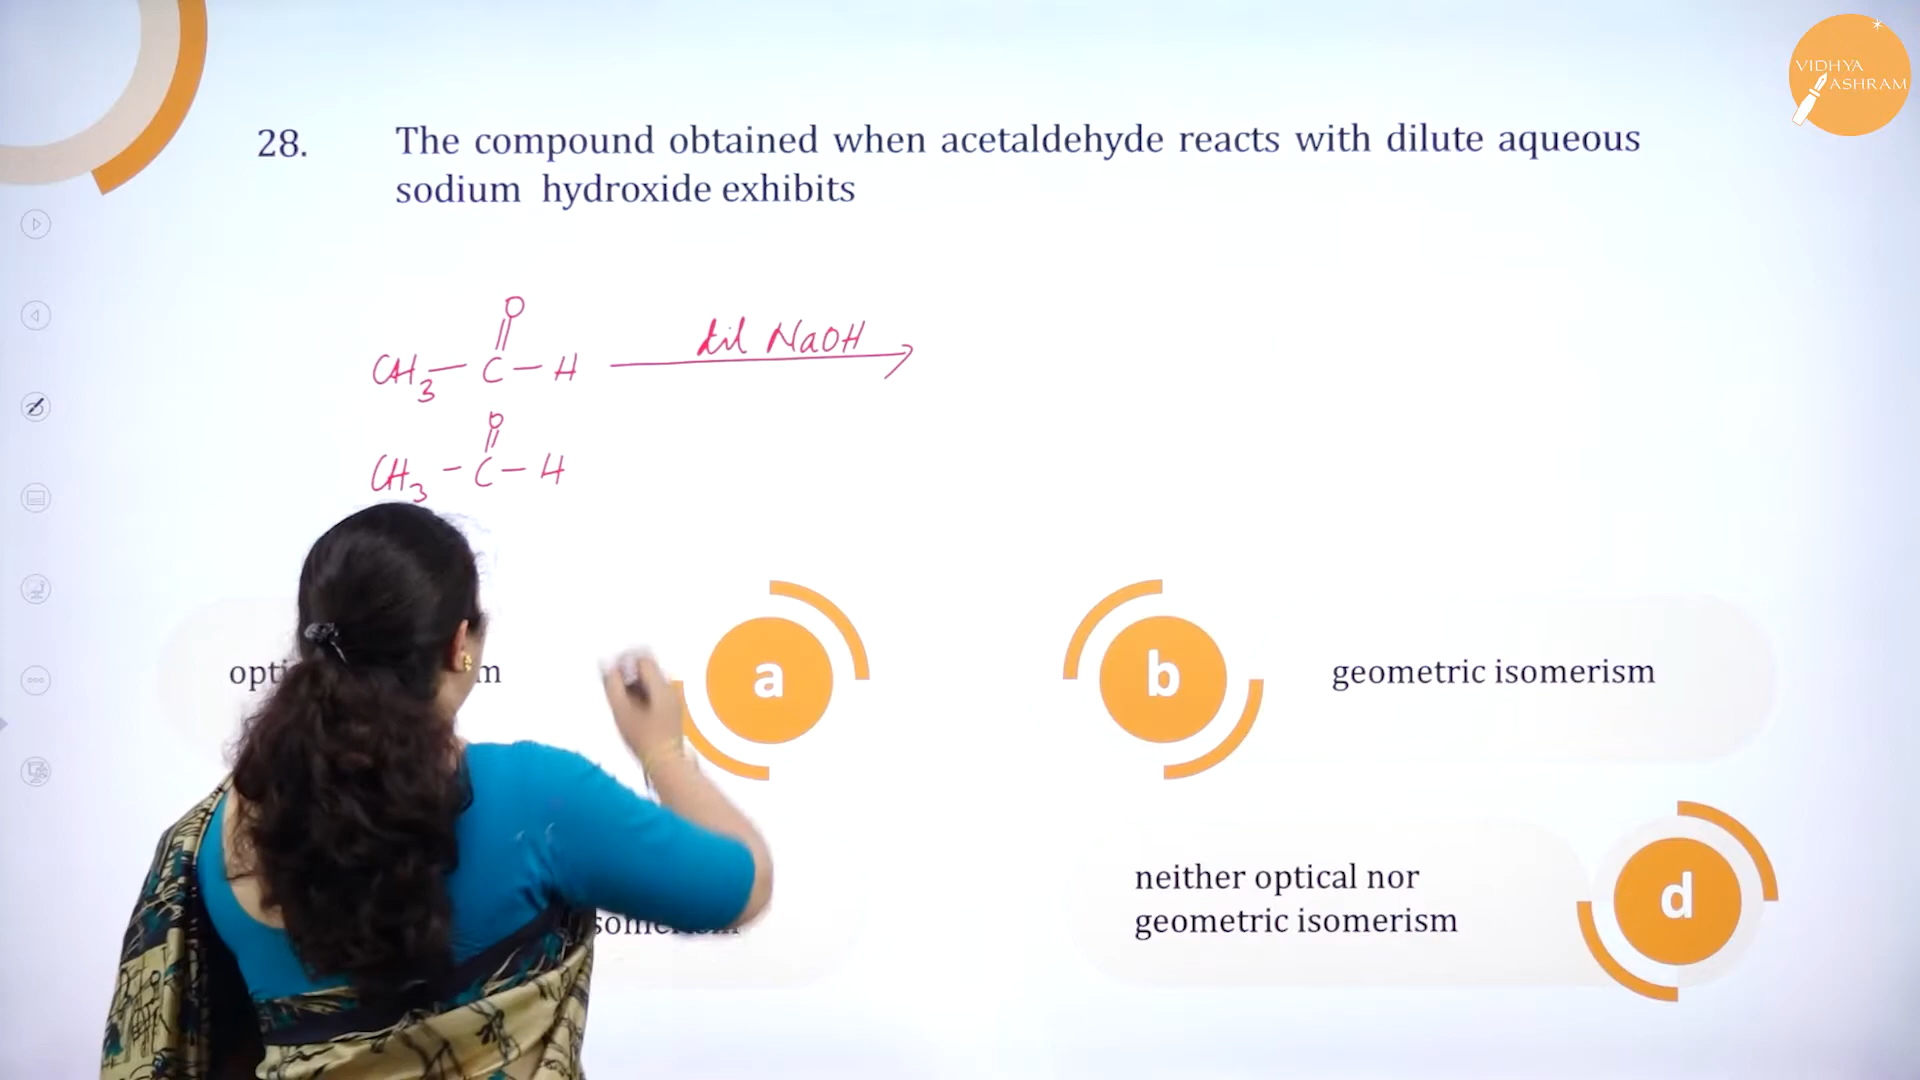 VIDHYA
ASHRAM
28. The compound obtained when acetaldehyde reacts with dilute aqueous
sodium hydroxide exhibits
O
CH3 - C - H dil NaOH
O
CH3 - C - H
a
b
geometric isomerism
neither optical nor
geometric isomerism
d